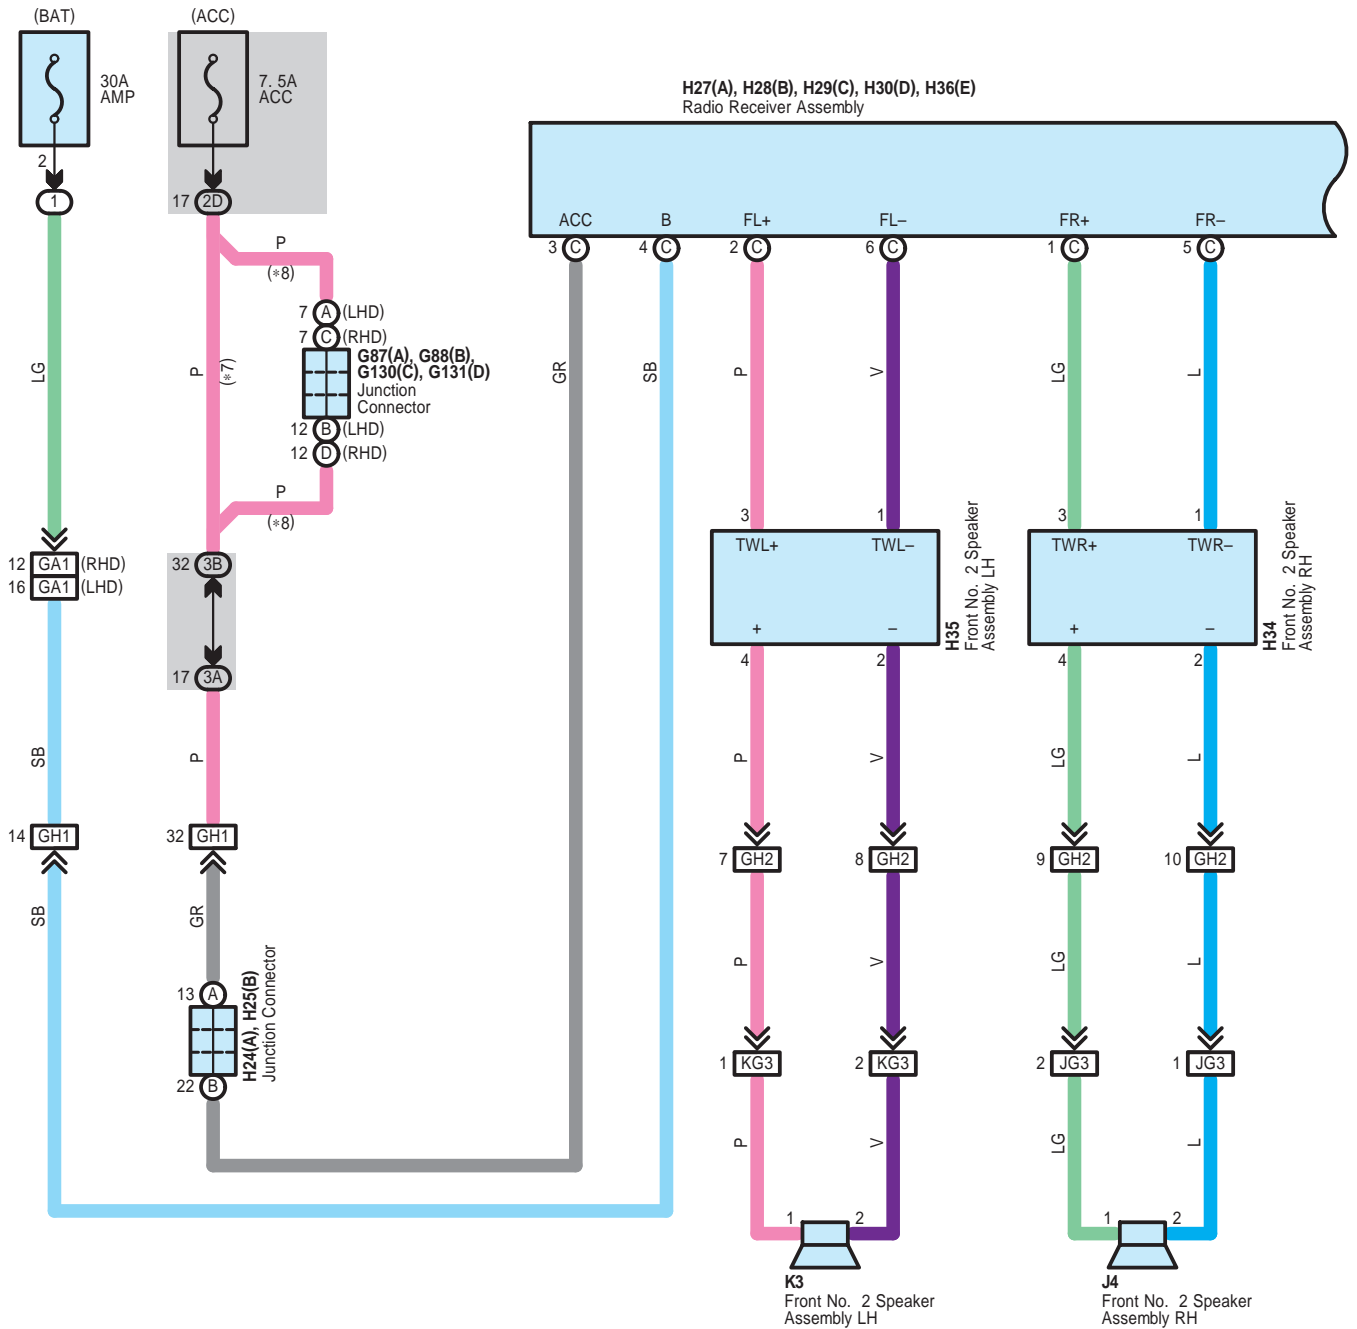 (BAT)
(ACC)
30A
AMP
7. 5A
ACC
2
1
17 2D
H27(A), H28(B), H29(C), H30(D), H36(E)
Radio Receiver Assembly
ACC
B
FL+
FL–
FR+
FR–
3 C
4 C
2 C
6 C
1 C
5 C
P
(∗8)
7 A (LHD)
7 C (RHD)
G87(A), G88(B),
G130(C), G131(D)
Junction
Connector
12 B (LHD)
12 D (RHD)
P
(∗8)
LG
P
(∗7)
GR
SB
P
V
LG
L
12 GA1 (RHD)
16 GA1 (LHD)
32 3B
17 3A
3
1
TWL+
TWL–
+
–
4
2
H35
Front No. 2 Speaker
Assembly LH
3
1
TWR+
TWR–
+
–
4
2
H34
Front No. 2 Speaker
Assembly RH
SB
P
P
V
LG
L
14 GH1
32 GH1
7 GH2
8 GH2
9 GH2
10 GH2
SB
GR
P
V
LG
L
13 A
H24(A), H25(B)
Junction Connector
22 B
1 KG3
2 KG3
2 JG3
1 JG3
P
V
LG
L
1
2
K3
Front No. 2 Speaker
Assembly LH
1
2
J4
Front No. 2 Speaker
Assembly RH